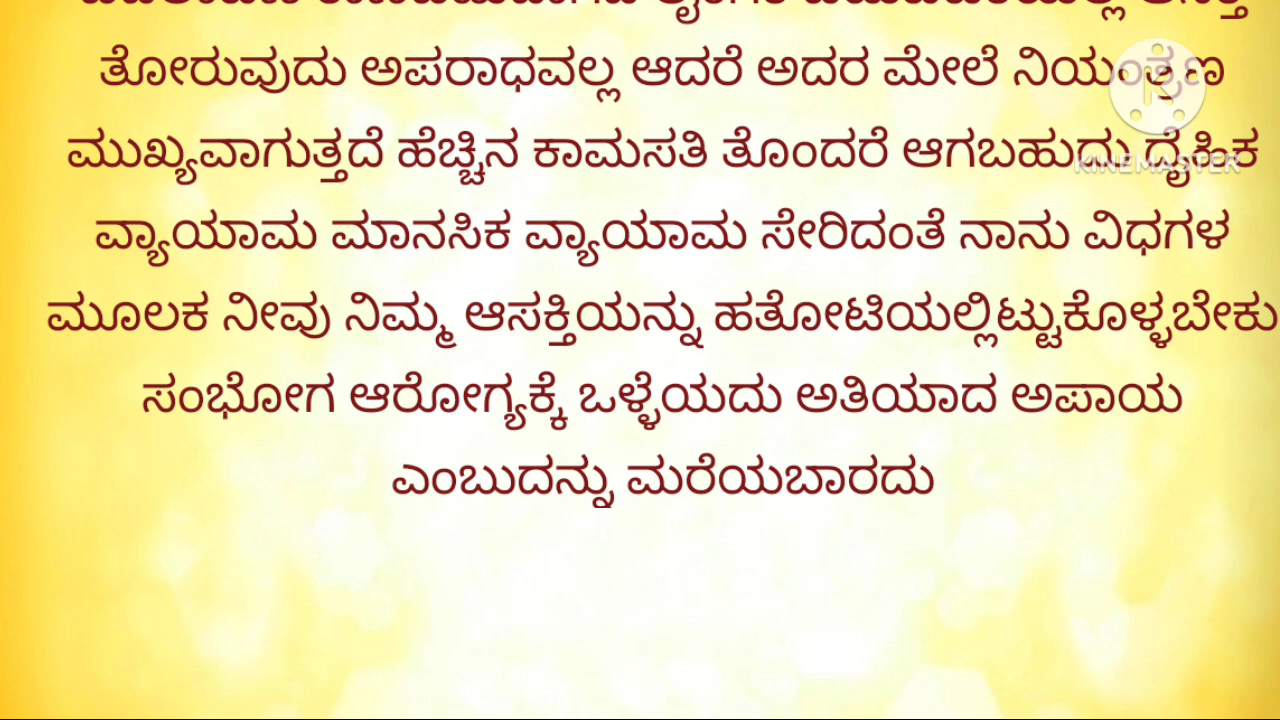 ತೋರುವುದು ಅಪರಾಧವಲ್ಲ ಆದರೆ ಅದರ ಮೇಲೆ ನಿಯಂತ್ರಣ
ಮುಖ್ಯವಾಗುತ್ತದೆ ಹೆಚ್ಚಿನ ಕಾಮಸತಿ ತೊಂದರೆ ಆಗಬಹುದು ದೈಹಿಕ
KINEMASTER
ವ್ಯಾಯಾಮ ಮಾನಸಿಕ ವ್ಯಾಯಾಮ ಸೇರಿದಂತೆ ನಾನು ವಿಧಗಳ
ಮೂಲಕ ನೀವು ನಿಮ್ಮ ಆಸಕ್ತಿಯನ್ನು ಹತೋಟಿಯಲ್ಲಿಟ್ಟುಕೊಳ್ಳಬೇಕು
ಸಂಭೋಗ ಆರೋಗ್ಯಕ್ಕೆ ಒಳ್ಳೆಯದು ಅತಿಯಾದ ಅಪಾಯ
ಎಂಬುದನ್ನು ಮರೆಯಬಾರದು